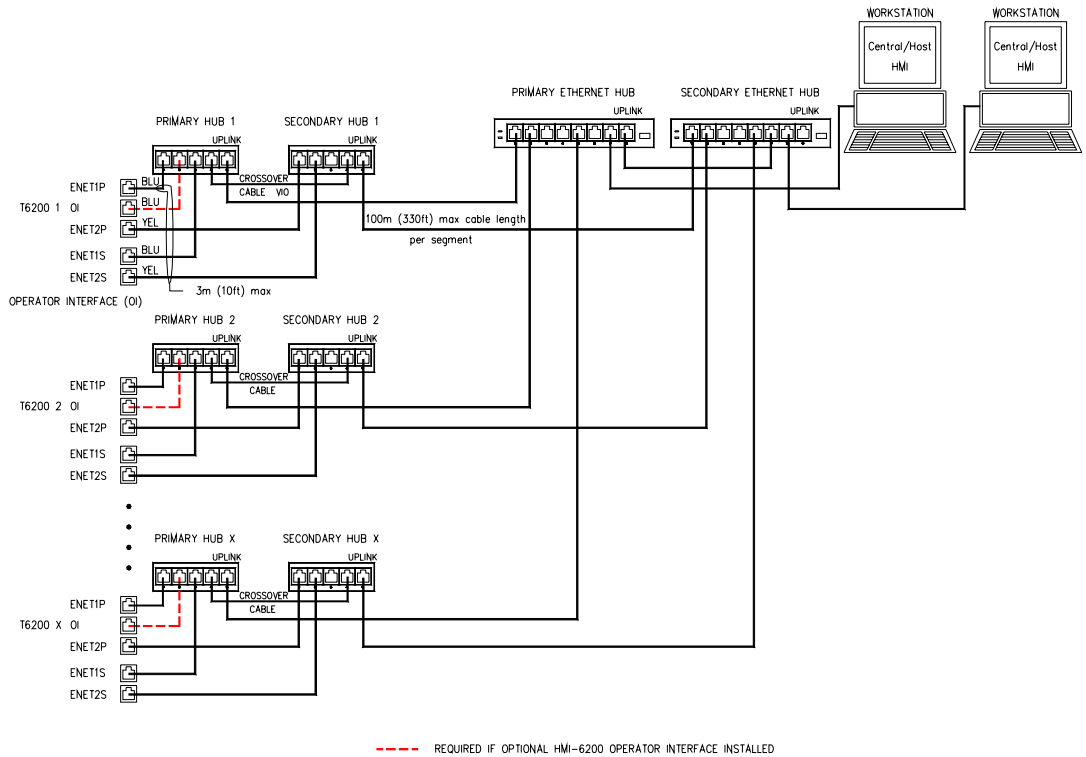 WORKSTATION
WORKSTATION
Central/Host
HMI
Central/Host
HMI
PRIMARY ETHERNET HUB
UPLINK
SECONDARY ETHERNET HUB
UPLINK
PRIMARY HUB 1
UPLINK
SECONDARY HUB 1
UPLINK
CROSSOVER
CABLE VIO
ENET1P
BLU
T6200 1 OI
BLU
ENET2P
YEL
ENET1S
BLU
ENET2S
YEL
100m (330ft) max cable length
per segment
3m (10ft) max
OPERATOR INTERFACE (OI)
PRIMARY HUB 2
UPLINK
SECONDARY HUB 2
UPLINK
CROSSOVER
CABLE
ENET1P
T6200 2 OI
ENET2P
ENET1S
ENET2S
PRIMARY HUB X
UPLINK
SECONDARY HUB X
UPLINK
CROSSOVER
CABLE
ENET1P
T6200 X OI
ENET2P
ENET1S
ENET2S
REQUIRED IF OPTIONAL HMI-6200 OPERATOR INTERFACE INSTALLED